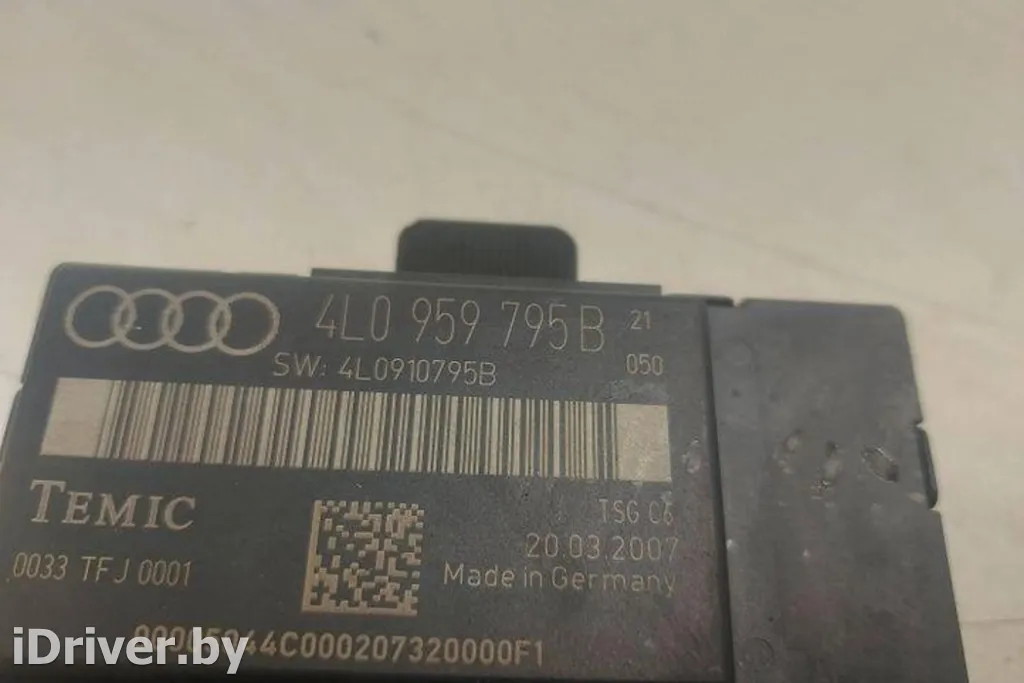 4L0 959 795 B 21
SW: 4L0910795B 050
TEMIC
TSG C6
20.03.2007
0033 TFJ 0001
Made in Germany
iDriver.by